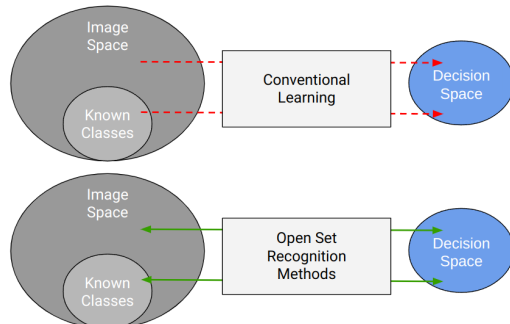 Image
Space
Known
Classes
Conventional
Learning
Decision
Space
Image
Space
Known
Classes
Open Set
Recognition
Methods
Decision
Space